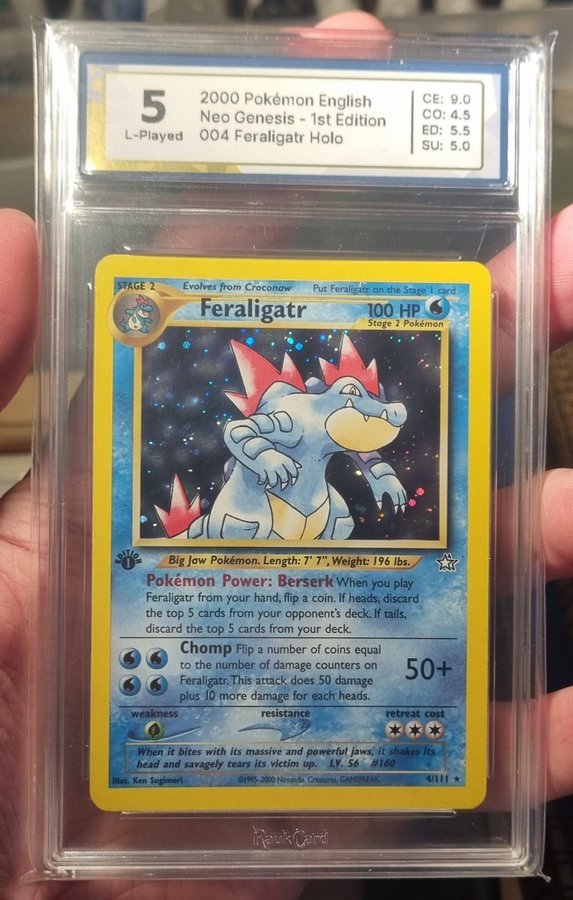 5
L-Played
2000 Pokémon English
Neo Genesis - 1st Edition
004 Feraligatr Holo
CE: 9.0
CO: 4.5
ED: 5.5
SU: 5.0
STAGE 2
Evolves from Croconaw
Put Feraligatr on the Stage 1 card
Feraligatr
100 HP
Stage 2 Pokémon
EDITION
1
Big Jaw Pokémon. Length: 7' 7", Weight: 196 lbs.
Pokémon Power: Berserk When you play
Feraligatr from your hand, flip a coin. If heads, discard
the top 5 cards from your opponent's deck. If tails,
discard the top 5 cards from your deck.
Chomp Flip a number of coins equal
to the number of damage counters on
Feraligatr. This attack does 50 damage
plus 10 more damage for each heads.
50+
weakness
resistance
retreat cost
When it bites with its massive and powerful jaws, it shakes its
head and savagely tears its victim up. LV. 56 #160
Illus. Ken Sugimori
©1995-2000 Nintendo, Creatures, GAMEFREAK.
4/111 ★
RaukCard